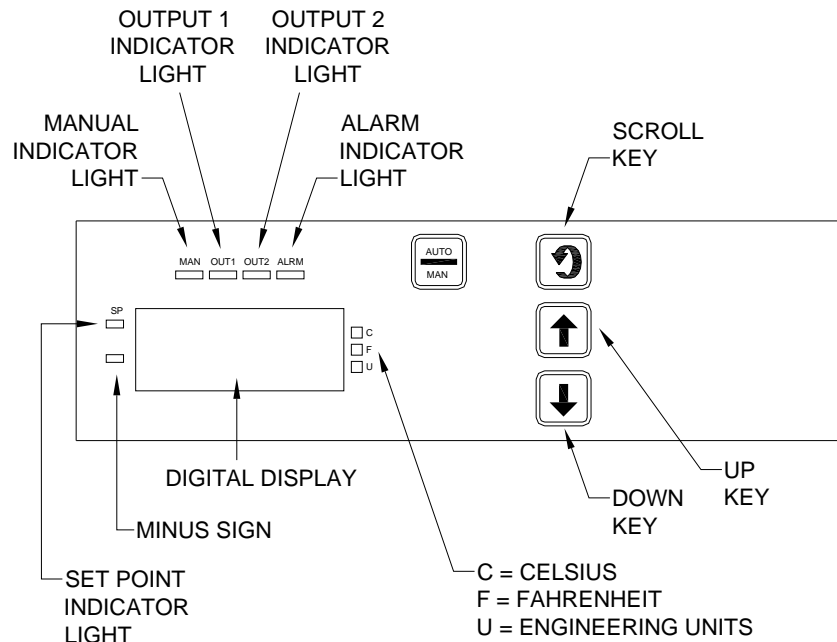 OUTPUT 1
INDICATOR
LIGHT
OUTPUT 2
INDICATOR
LIGHT
MANUAL
INDICATOR
LIGHT
ALARM
INDICATOR
LIGHT
SCROLL
KEY
MAN OUT1 OUT2 ALRM
AUTO
MAN
SP
C
F
U
DIGITAL DISPLAY
MINUS SIGN
SET POINT
INDICATOR
LIGHT
UP
KEY
DOWN
KEY
C = CELSIUS
F = FAHRENHEIT
U = ENGINEERING UNITS